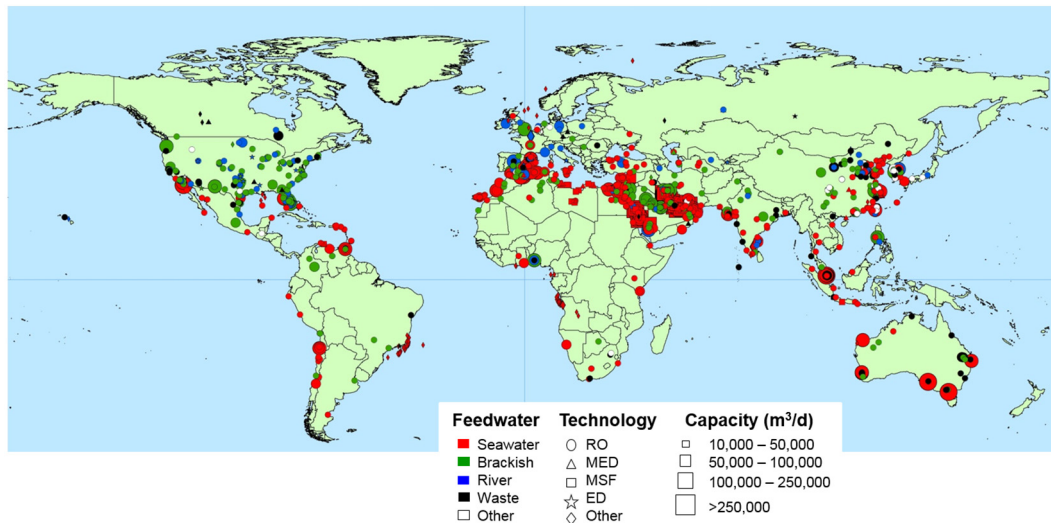 Feedwater
Seawater
Brackish
River
Waste
Other
Technology
RO
MED
MSF
ED
Other
Capacity (m³/d)
10,000 – 50,000
50,000 – 100,000
100,000 – 250,000
>250,000